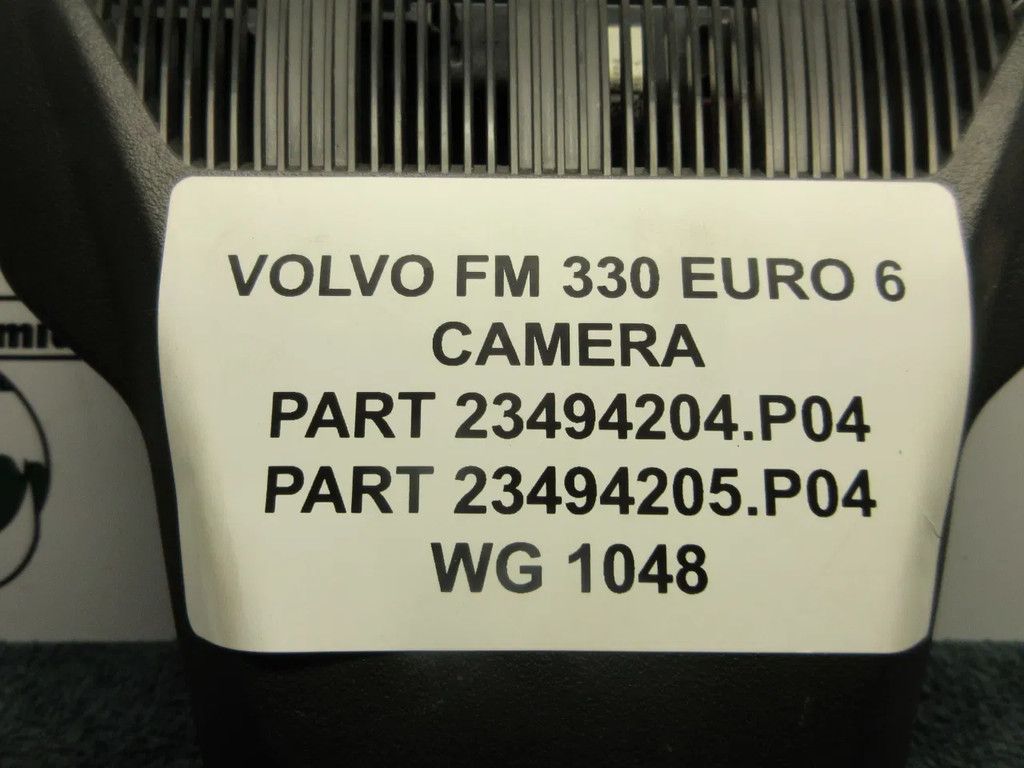 VOLVO FM 330 EURO 6
CAMERA
PART 23494204.P04
PART 23494205.P04
WG 1048